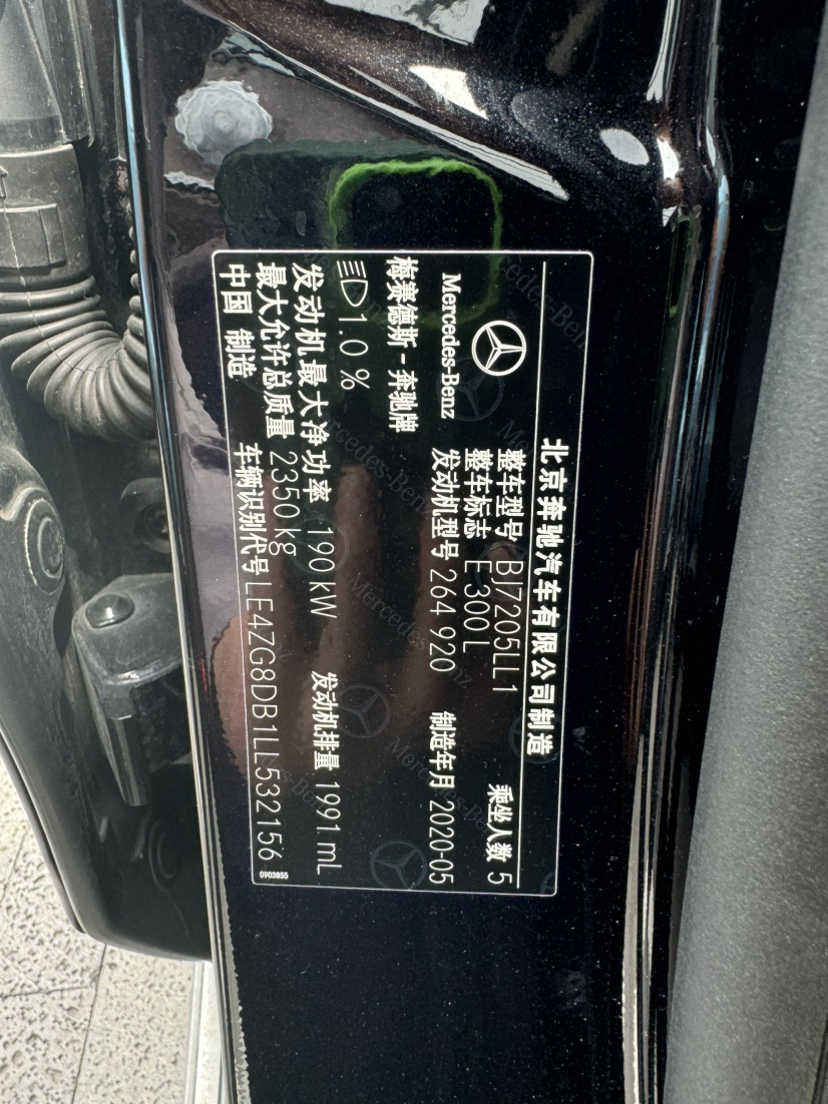 北京奔驰汽车有限公司制造
Mercedes-Benz
梅赛德斯-奔驰牌
整车型号 BJ7205LL1 乘坐人数 5
整车标志 E 300 L
发动机型号 264 920 制造年月 2020-05
1.0 %
发动机最大净功率 190 kW 发动机排量 1991 mL
最大允许总质量 2350 kg
中国 制造 车辆识别代号 LE4ZG8DB1LL532156
0903855